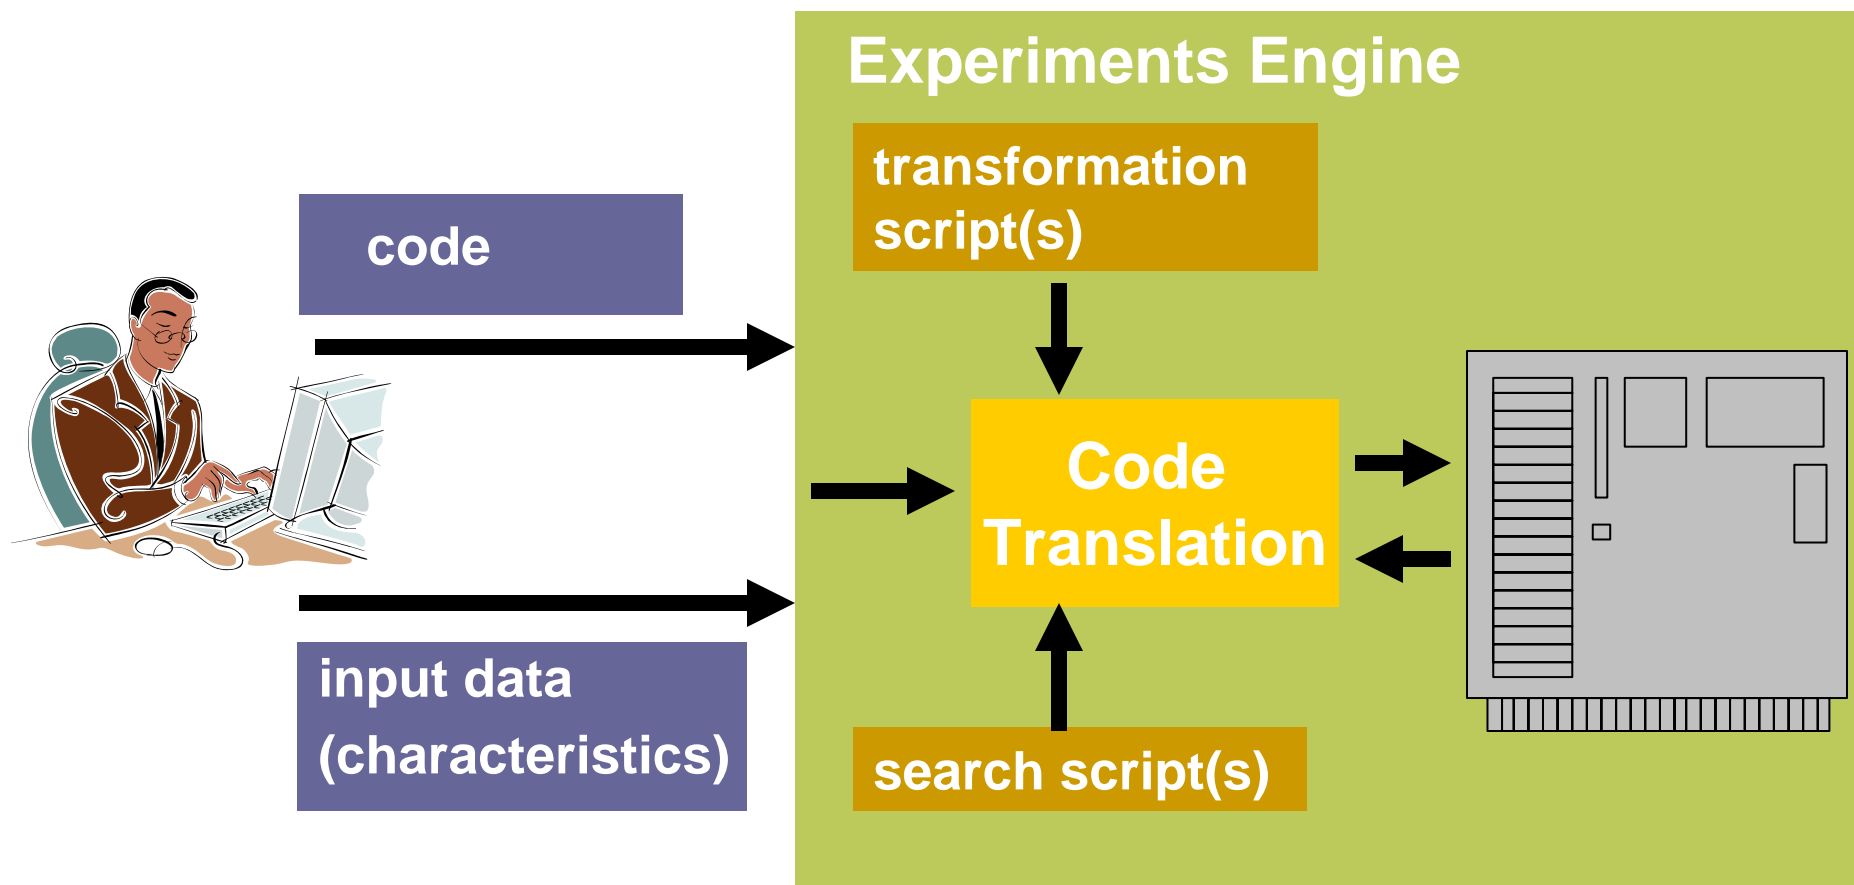 Experiments Engine
transformation
script(s)
code
Code
Translation
input data
(characteristics)
search script(s)